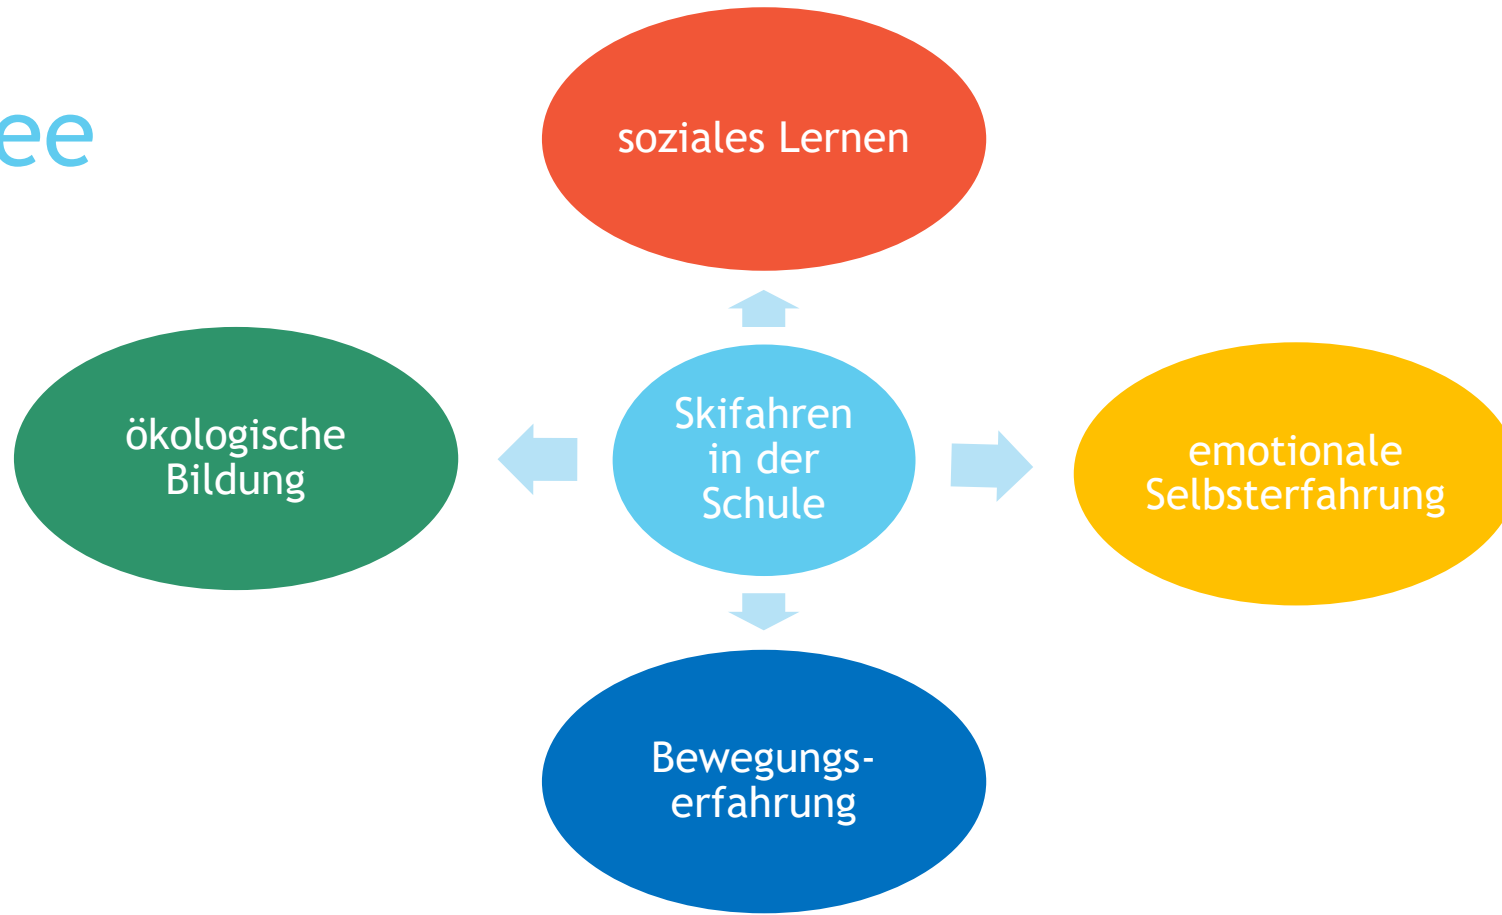 ee
soziales Lernen
ökologische
Bildung
Skifahren
in der
Schule
emotionale
Selbsterfahrung
Bewegungs-
erfahrung